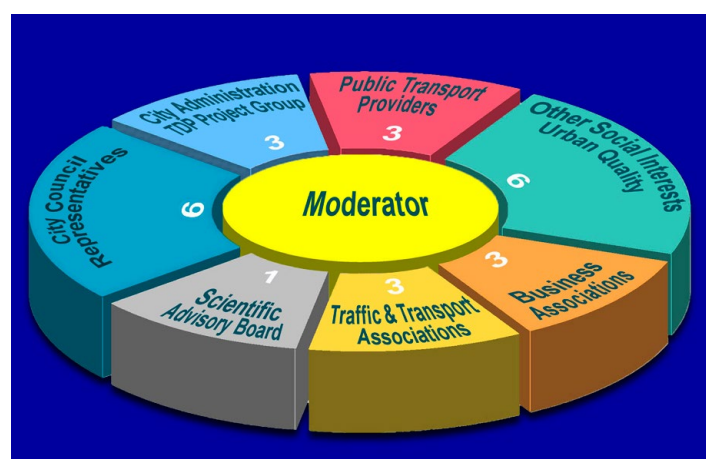 City Administration
TDP Project Group
3
Public Transport
Providers
3
Other Social Interests
Urban Quality
6
City Council
Representatives
6
Moderator
Scientific
Advisory Board
1
Traffic & Transport
Associations
3
Business
Associations
3